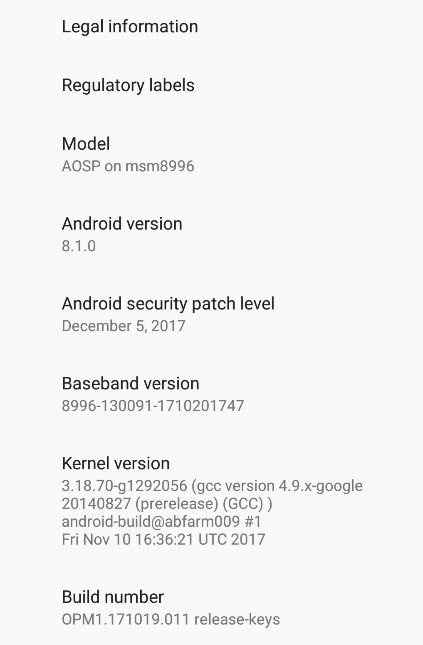 Legal information
Regulatory labels
Model
AOSP on msm8996
Android version
8.1.0
Android security patch level
December 5, 2017
Baseband version
8996-130091-1710201747
Kernel version
3.18.70-g1292056 (gcc version 4.9.x-google
20140827 (prerelease) (GCC) )
android-build@abfarm009 #1
Fri Nov 10 16:36:21 UTC 2017
Build number
OPM1.171019.011 release-keys